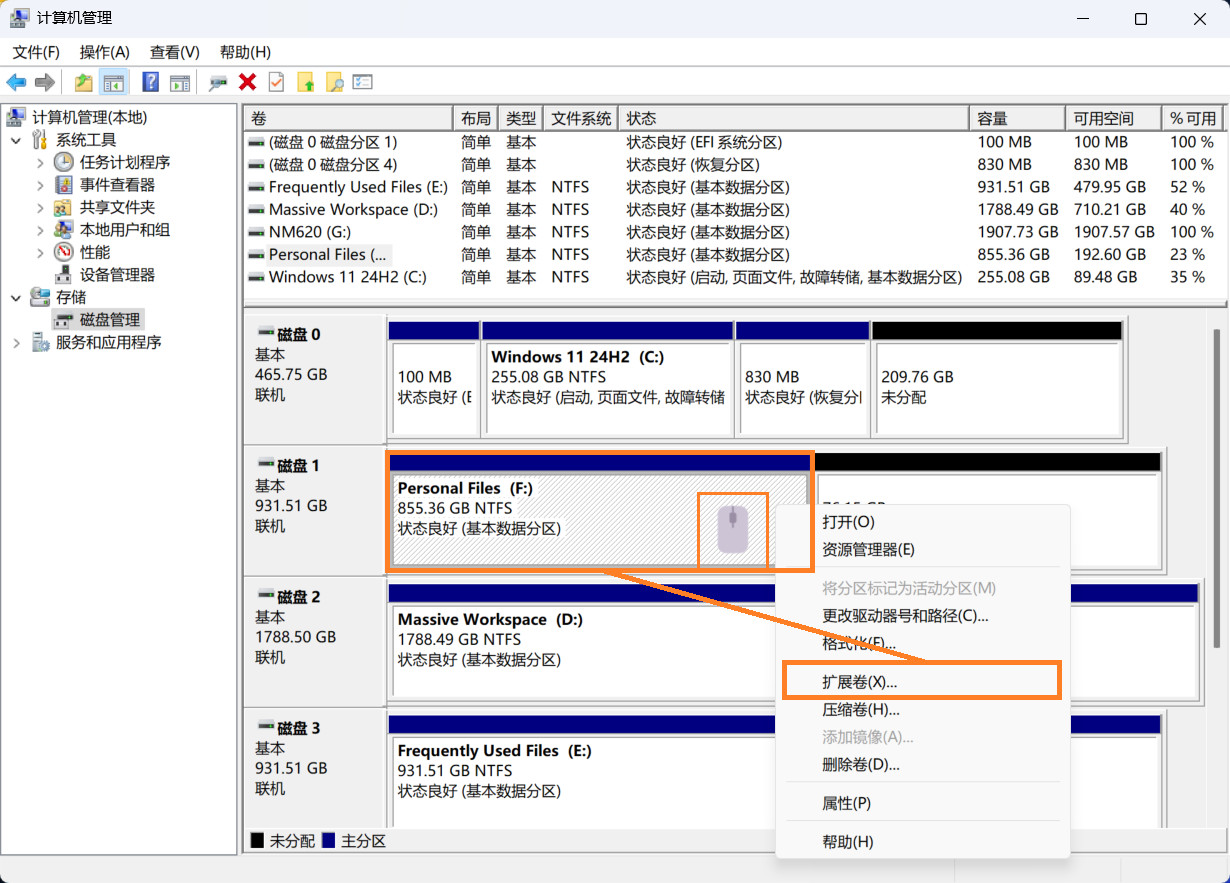 计算机管理
文件(F) 操作(A) 查看(V) 帮助(H)
计算机管理(本地)
系统工具
任务计划程序
事件查看器
共享文件夹
本地用户和组
性能
设备管理器
存储
磁盘管理
服务和应用程序
卷 布局 类型 文件系统 状态 容量 可用空间 % 可用
(磁盘 0 磁盘分区 1) 简单 基本 状态良好 (EFI 系统分区) 100 MB 100 MB 100 %
(磁盘 0 磁盘分区 4) 简单 基本 状态良好 (恢复分区) 830 MB 830 MB 100 %
Frequently Used Files (E:) 简单 基本 NTFS 状态良好 (基本数据分区) 931.51 GB 479.95 GB 52 %
Massive Workspace (D:) 简单 基本 NTFS 状态良好 (基本数据分区) 1788.49 GB 710.21 GB 40 %
NM620 (G:) 简单 基本 NTFS 状态良好 (基本数据分区) 1907.73 GB 1907.57 GB 100 %
Personal Files (... 简单 基本 NTFS 状态良好 (基本数据分区) 855.36 GB 192.60 GB 23 %
Windows 11 24H2 (C:) 简单 基本 NTFS 状态良好 (启动, 页面文件, 故障转储, 基本数据分区) 255.08 GB 89.48 GB 35 %
磁盘 0
基本
465.75 GB
联机
100 MB
状态良好 (E
Windows 11 24H2 (C:)
255.08 GB NTFS
状态良好 (启动, 页面文件, 故障转储
830 MB
状态良好 (恢复分
209.76 GB
未分配
磁盘 1
基本
931.51 GB
联机
Personal Files (F:)
855.36 GB NTFS
状态良好 (基本数据分区)
磁盘 2
基本
1788.50 GB
联机
Massive Workspace (D:)
1788.49 GB NTFS
状态良好 (基本数据分区)
磁盘 3
基本
931.51 GB
联机
Frequently Used Files (E:)
931.51 GB NTFS
状态良好 (基本数据分区)
打开(O)
资源管理器(E)
将分区标记为活动分区(M)
更改驱动器号和路径(C)...
格式化(F)...
扩展卷(X)...
压缩卷(H)...
添加镜像(A)...
删除卷(D)...
属性(P)
帮助(H)
未分配 主分区